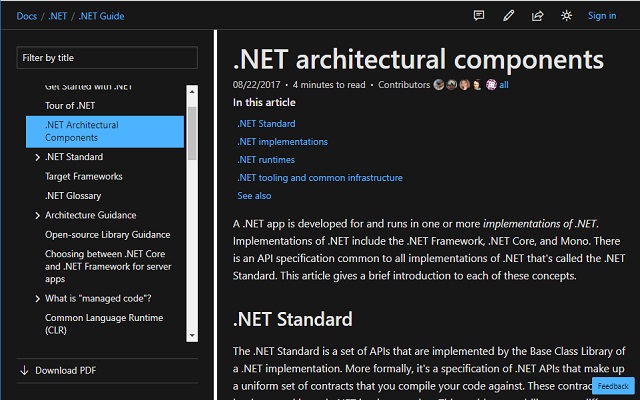 Docs / .NET / .NET Guide
Sign in
Filter by title
Get Started with .NET
Tour of .NET
.NET Architectural
Components
.NET Standard
Target Frameworks
.NET Glossary
Architecture Guidance
Open-source Library Guidance
Choosing between .NET Core
and .NET Framework for server
apps
What is "managed code"?
Common Language Runtime
(CLR)
Download PDF
.NET architectural components
08/22/2017 • 4 minutes to read • Contributors all
In this article
.NET Standard
.NET implementations
.NET runtimes
.NET tooling and common infrastructure
See also
A .NET app is developed for and runs in one or more implementations of .NET.
Implementations of .NET include the .NET Framework, .NET Core, and Mono. There
is an API specification common to all implementations of .NET that's called the .NET
Standard. This article gives a brief introduction to each of these concepts.
.NET Standard
The .NET Standard is a set of APIs that are implemented by the Base Class Library of
a .NET implementation. More formally, it's a specification of .NET APIs that make up
a uniform set of contracts that you compile your code against. These contrac
Feedback